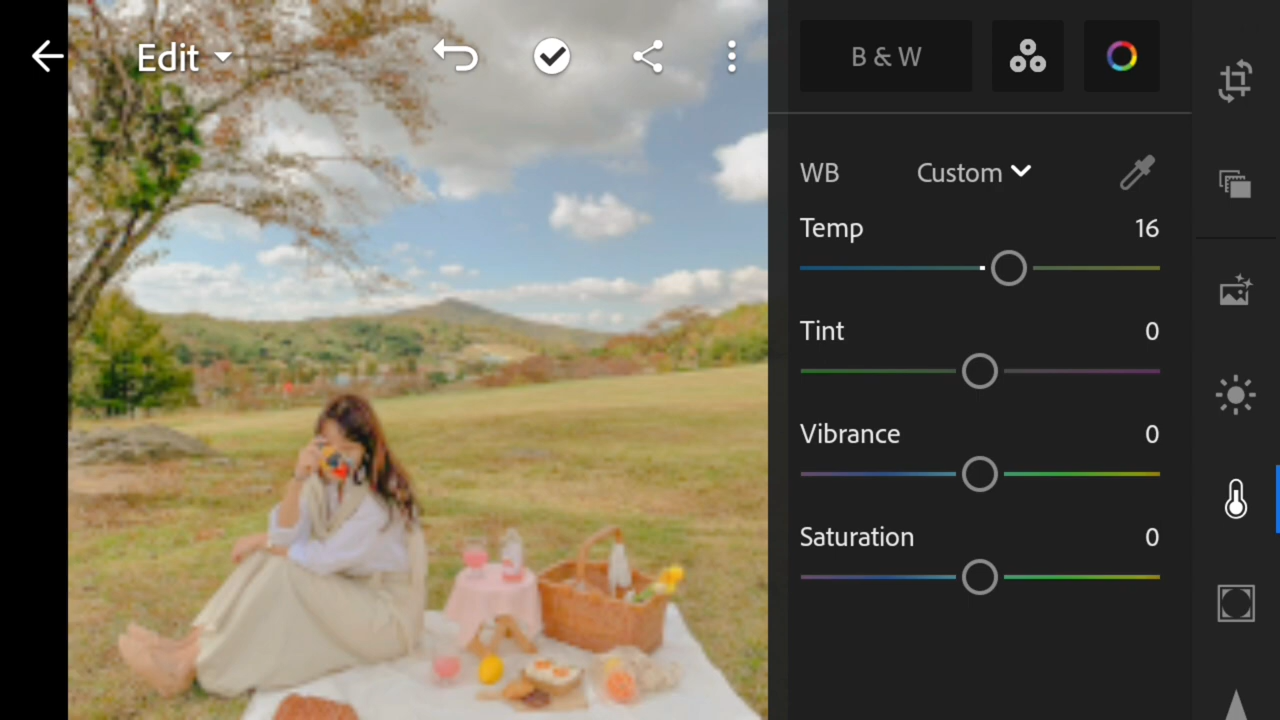 Edit
B & W
WB Custom
Temp 16
Tint 0
Vibrance 0
Saturation 0